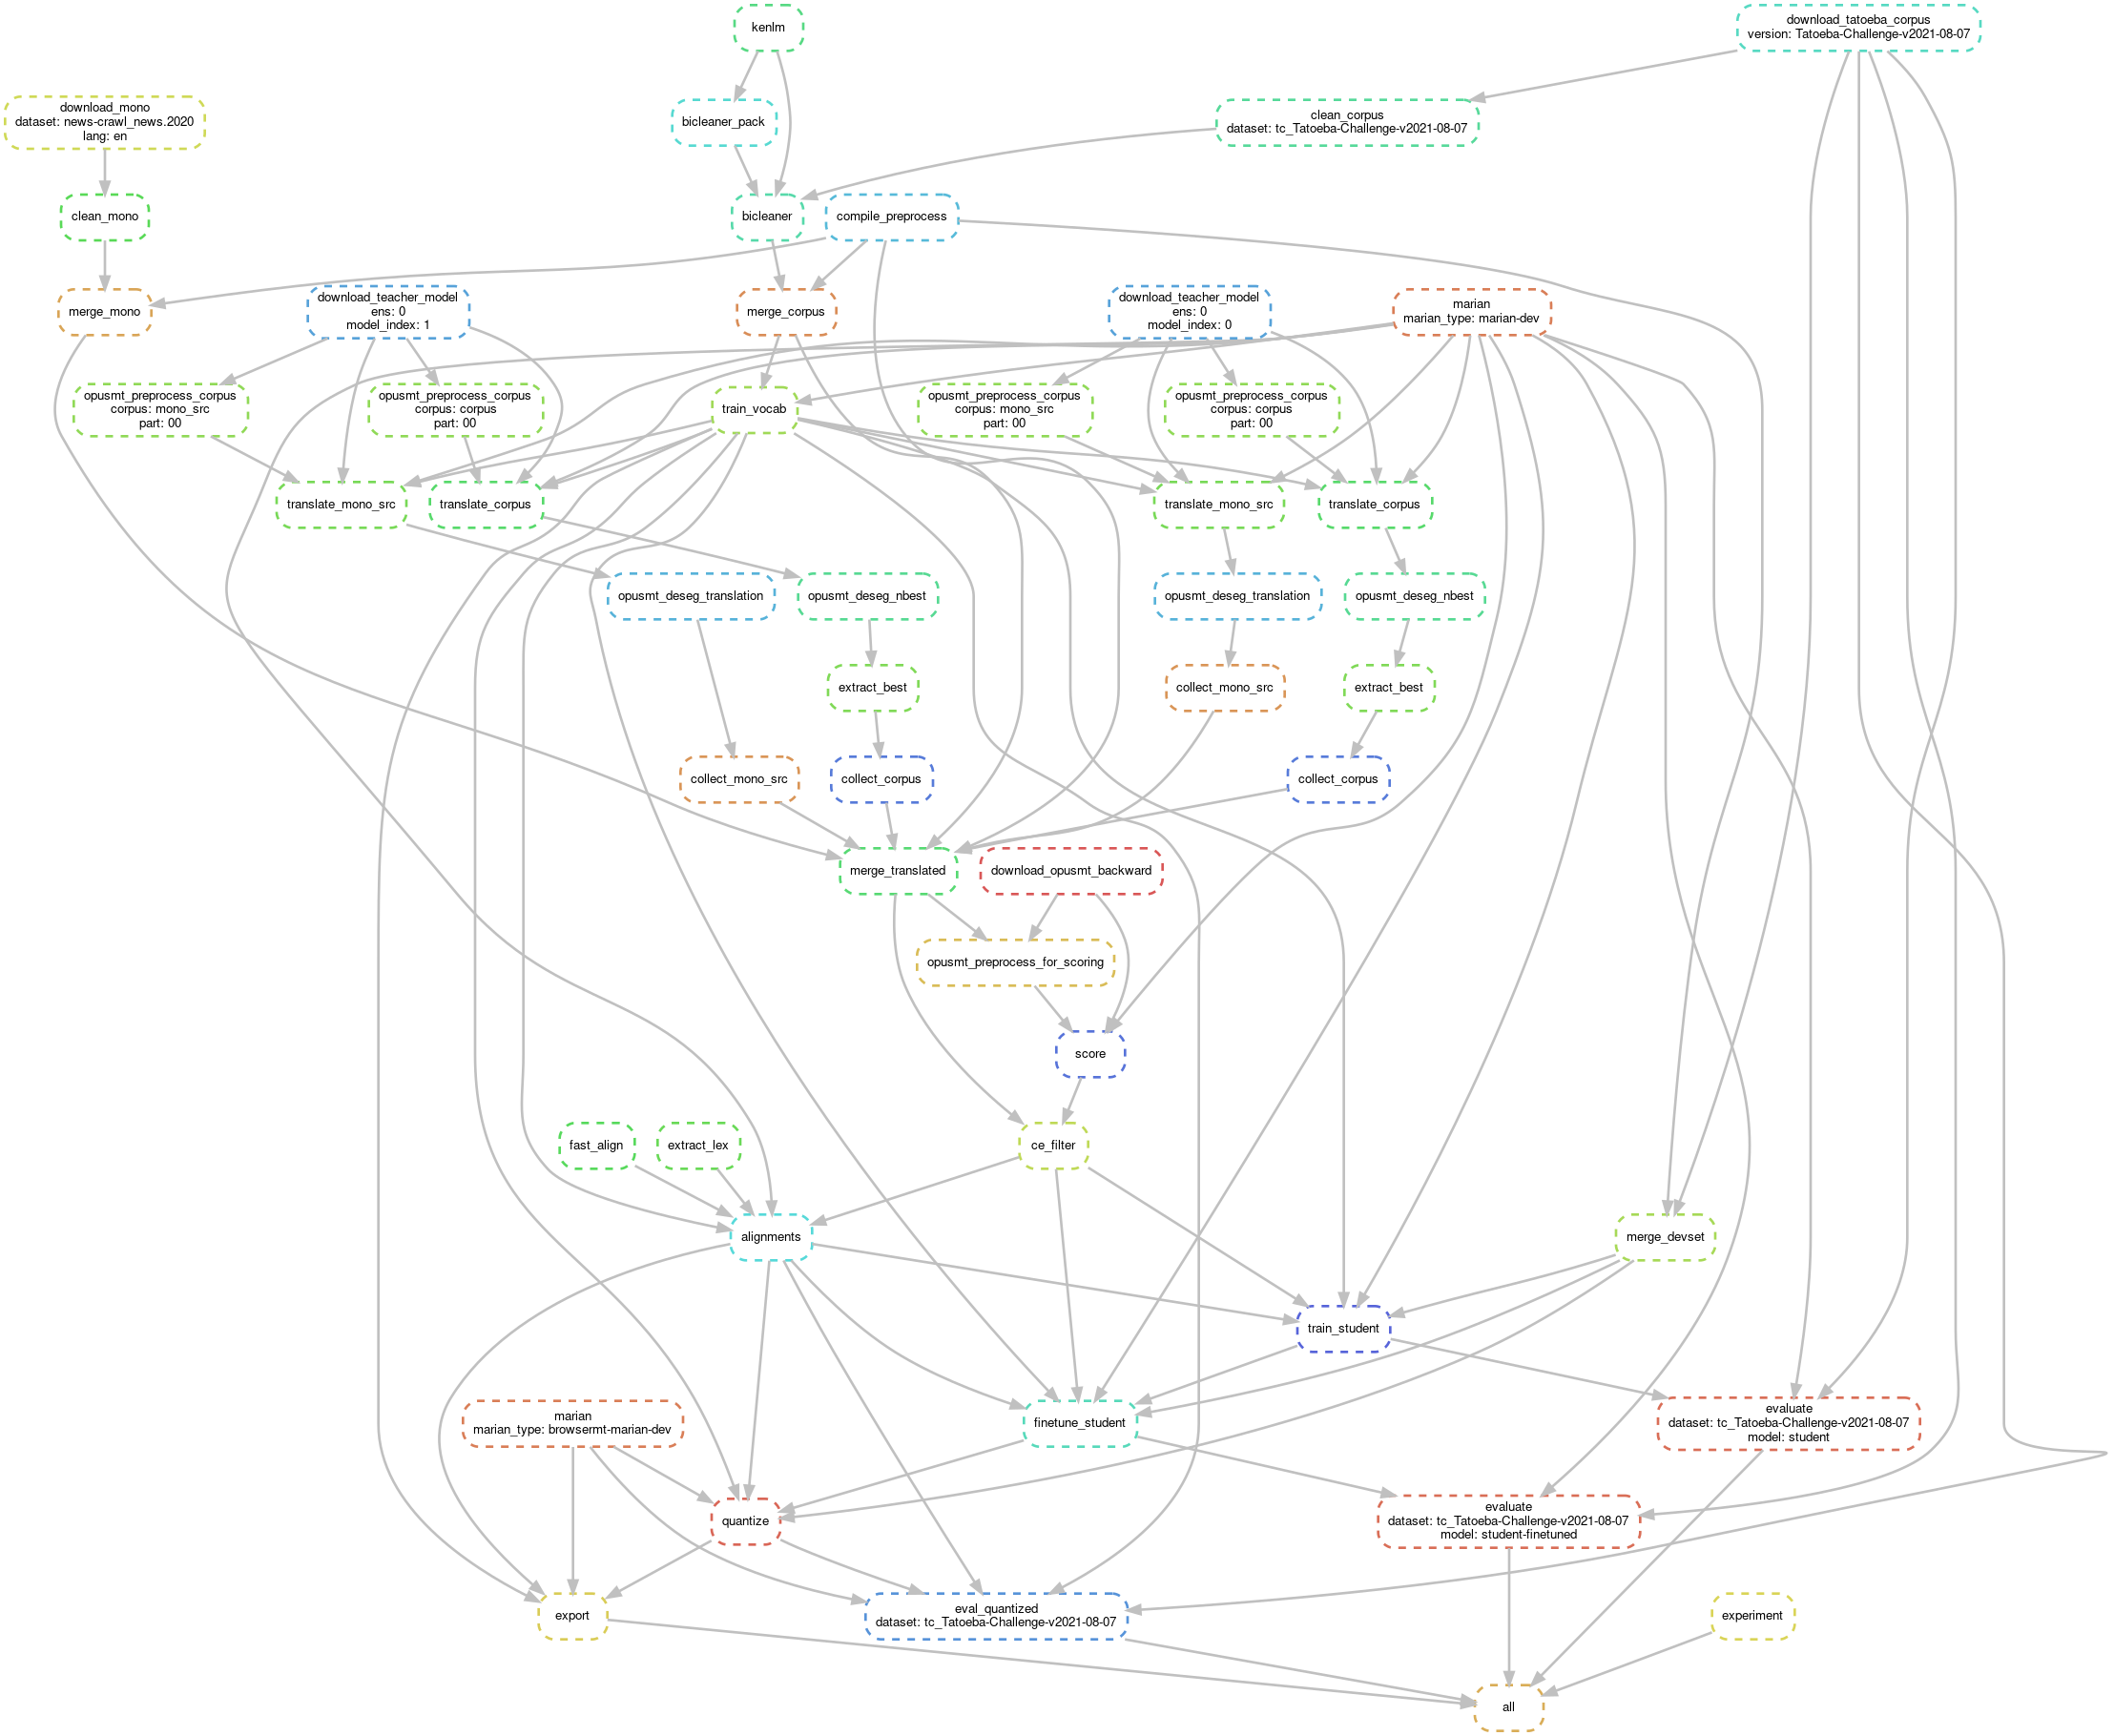 kenlm
download_tatoeba_corpus
version: Tatoeba-Challenge-v2021-08-07
download_mono
dataset: news-crawl_news.2020
lang: en
bicleaner_pack
clean_corpus
dataset: tc_Tatoeba-Challenge-v2021-08-07
clean_mono
bicleaner
compile_preprocess
merge_mono
download_teacher_model
ens: 0
model_index: 1
merge_corpus
download_teacher_model
ens: 0
model_index: 0
marian
marian_type: marian-dev
opusmt_preprocess_corpus
corpus: mono_src
part: 00
opusmt_preprocess_corpus
corpus: corpus
part: 00
train_vocab
opusmt_preprocess_corpus
corpus: mono_src
part: 00
opusmt_preprocess_corpus
corpus: corpus
part: 00
translate_mono_src
translate_corpus
translate_mono_src
translate_corpus
opusmt_deseg_translation
opusmt_deseg_nbest
opusmt_deseg_translation
opusmt_deseg_nbest
extract_best
collect_mono_src
extract_best
collect_mono_src
collect_corpus
collect_corpus
merge_translated
download_opusmt_backward
opusmt_preprocess_for_scoring
score
fast_align
extract_lex
ce_filter
alignments
merge_devset
train_student
marian
marian_type: browsermt-marian-dev
finetune_student
evaluate
dataset: tc_Tatoeba-Challenge-v2021-08-07
model: student
quantize
evaluate
dataset: tc_Tatoeba-Challenge-v2021-08-07
model: student-finetuned
export
eval_quantized
dataset: tc_Tatoeba-Challenge-v2021-08-07
experiment
all